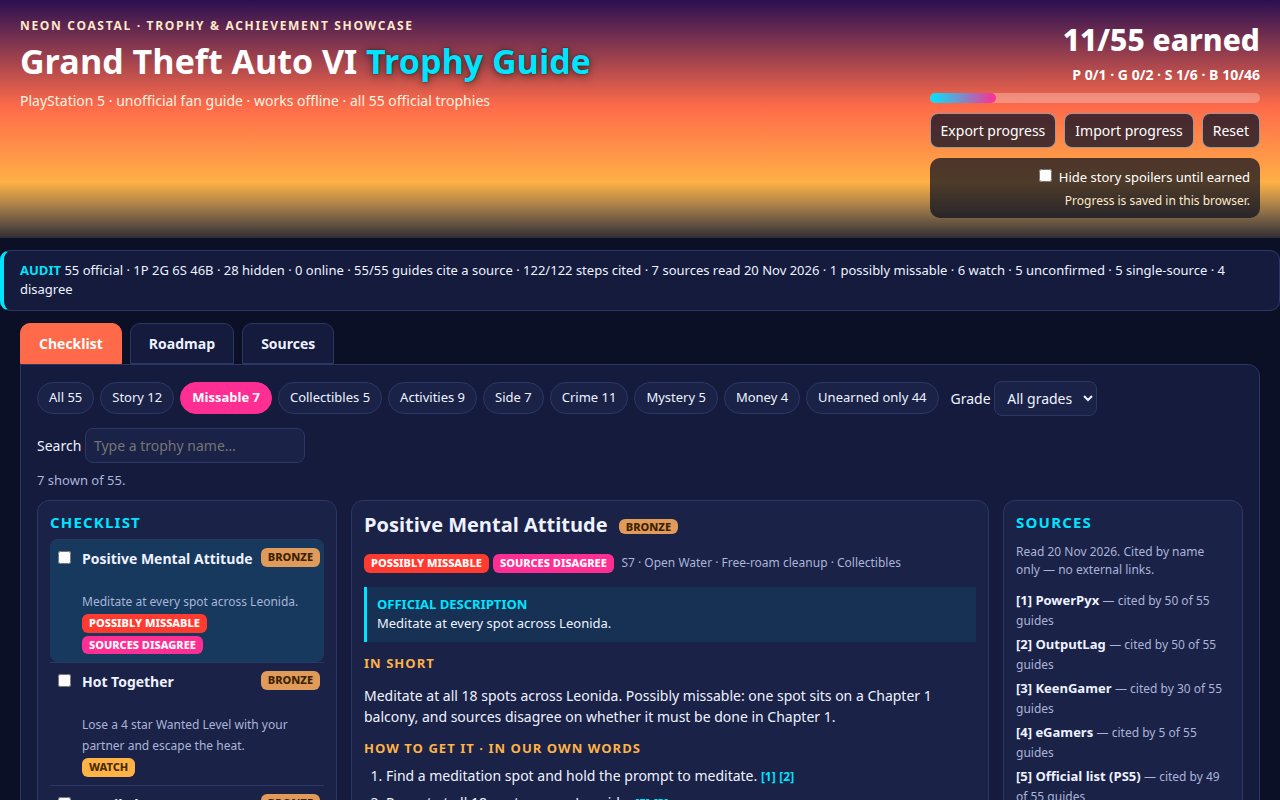 NEON COASTAL · TROPHY & ACHIEVEMENT SHOWCASE
Grand Theft Auto VI Trophy Guide
PlayStation 5 · unofficial fan guide · works offline · all 55 official trophies
11/55 earned
P 0/1 · G 0/2 · S 1/6 · B 10/46
Export progress
Import progress
Reset
Hide story spoilers until earned
Progress is saved in this browser.
AUDIT 55 official · 1P 2G 6S 46B · 28 hidden · 0 online · 55/55 guides cite a source · 122/122 steps cited · 7 sources read 20 Nov 2026 · 1 possibly missable · 6 watch · 5 unconfirmed · 5 single-source · 4
disagree
Checklist
Roadmap
Sources
All 55
Story 12
Missable 7
Collectibles 5
Activities 9
Side 7
Crime 11
Mystery 5
Money 4
Unearned only 44
Grade
All grades
Search
Type a trophy name...
7 shown of 55.
CHECKLIST
Positive Mental Attitude
BRONZE
Meditate at every spot across Leonida.
POSSIBLY MISSABLE
SOURCES DISAGREE
Hot Together
BRONZE
Lose a 4 star Wanted Level with your
partner and escape the heat.
WATCH
Positive Mental Attitude
BRONZE
POSSIBLY MISSABLE
SOURCES DISAGREE
S7 · Open Water · Free-roam cleanup · Collectibles
OFFICIAL DESCRIPTION
Meditate at every spot across Leonida.
IN SHORT
Meditate at all 18 spots across Leonida. Possibly missable: one spot sits on a Chapter 1
balcony, and sources disagree on whether it must be done in Chapter 1.
HOW TO GET IT · IN OUR OWN WORDS
1. Find a meditation spot and hold the prompt to meditate. [1] [2]
SOURCES
Read 20 Nov 2026. Cited by name
only — no external links.
[1] PowerPyx — cited by 50 of 55
guides
[2] OutputLag — cited by 50 of 55
guides
[3] KeenGamer — cited by 30 of 55
guides
[4] eGamers — cited by 5 of 55
guides
[5] Official list (PS5) — cited by 49
of 55 guides